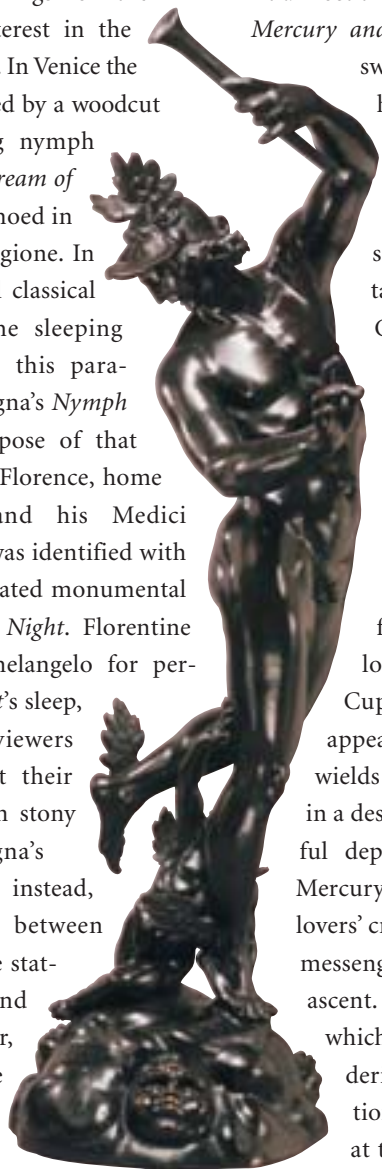 terest in the
. In Venice the
ed by a woodcut
g nymph
ream of
hoed in
gione. In
classical
ne sleeping
this para-
gna's Nymph
pose of that
Florence, home
and his Medici
was identified with
ated monumental
Night. Florentine
helangelo for per-
t's sleep,
viewers
t their
n stony
gna's
instead,
between
e stat-
nd
r,
e
Mercury and
sw
h
s
ta
f
lo
Cup
appea
wields
in a des
ful dep
Mercury
lovers' cr
messeng
ascent.
which
deri
tio
at t